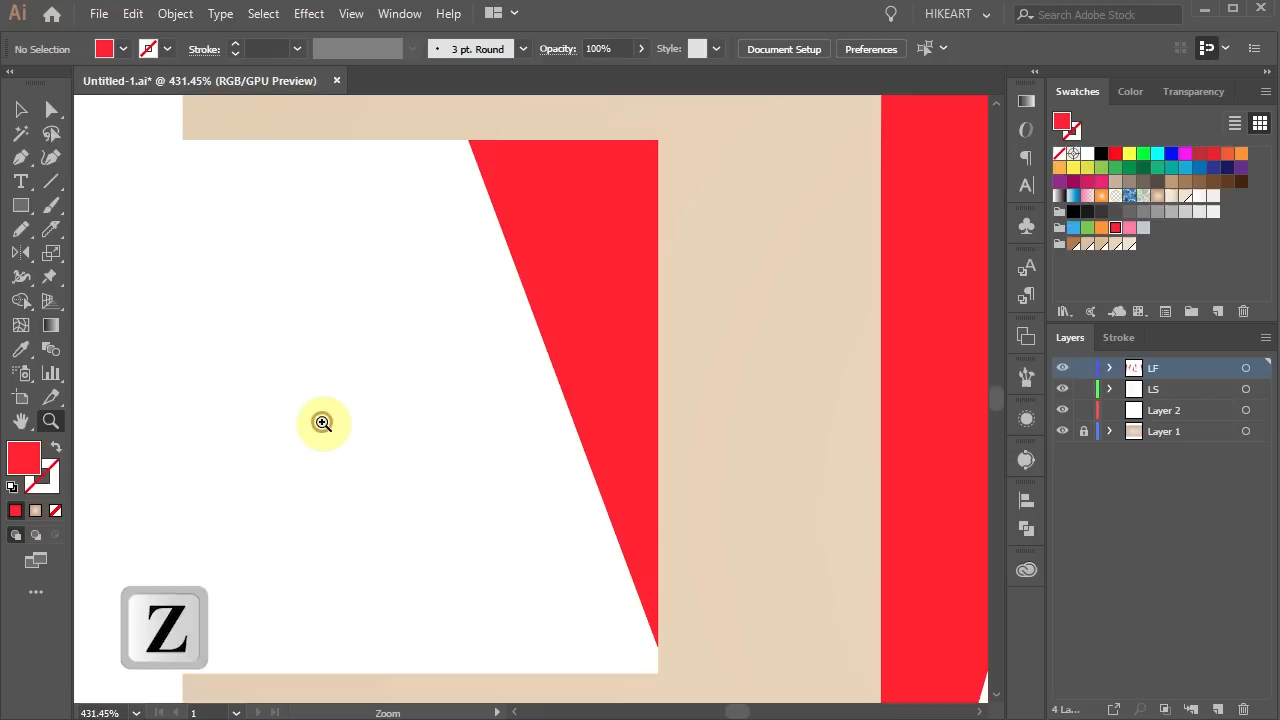 Ai File Edit Object Type Select Effect View Window Help HIKEART Search Adobe Stock
No Selection Stroke: 3 pt. Round Opacity: 100% Style: Document Setup Preferences
Untitled-1.ai* @ 431.45% (RGB/GPU Preview)
Swatches Color Transparency
Layers Stroke
LF
LS
Layer 2
Layer 1
Z
431.45% 1 Zoom 4 La...